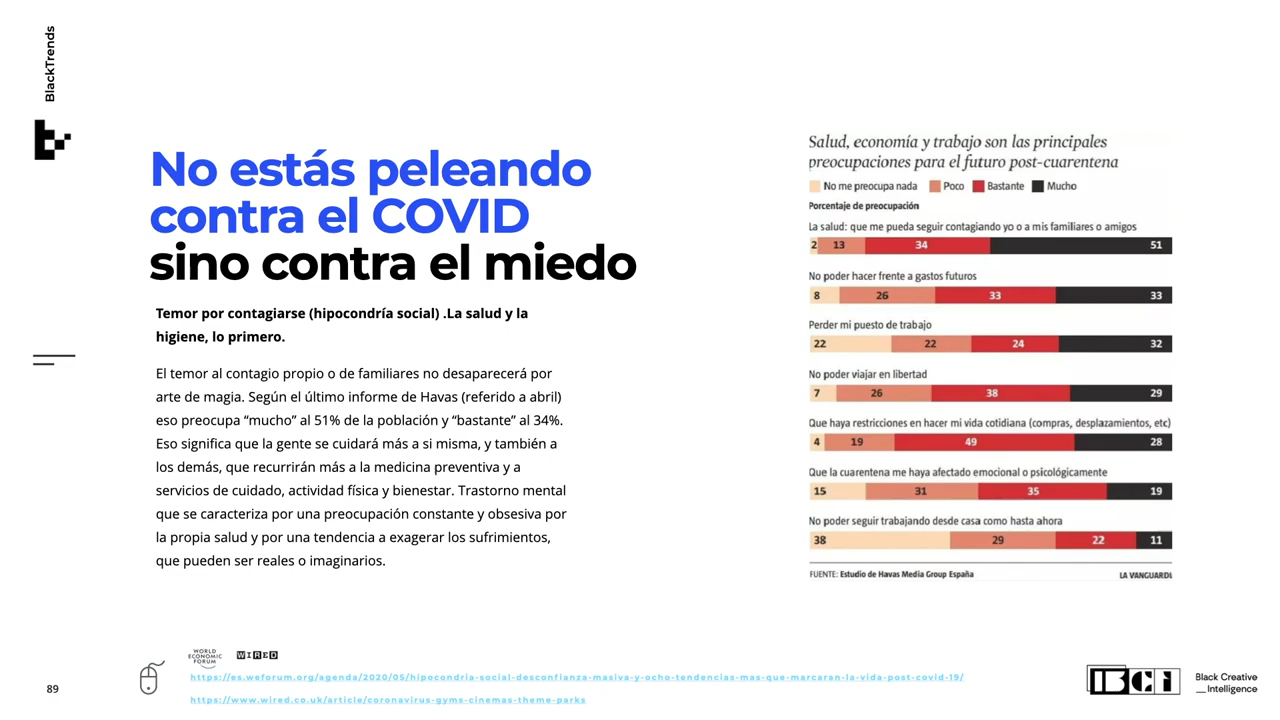 BlackTrends
No estás peleando
contra el COVID
sino contra el miedo
Temor por contagiarse (hipocondría social) .La salud y la
higiene, lo primero.
El temor al contagio propio o de familiares no desaparecerá por
arte de magia. Según el último informe de Havas (referido a abril)
eso preocupa “mucho” al 51% de la población y “bastante” al 34%.
Eso significa que la gente se cuidará más a si misma, y también a
los demás, que recurrirán más a la medicina preventiva y a
servicios de cuidado, actividad física y bienestar. Trastorno mental
que se caracteriza por una preocupación constante y obsesiva por
la propia salud y por una tendencia a exagerar los sufrimientos,
que pueden ser reales o imaginarios.
Salud, economía y trabajo son las principales
preocupaciones para el futuro post-cuarentena
No me preocupa nada Poco Bastante Mucho
Porcentaje de preocupación
La salud: que me pueda seguir contagiando yo o a mis familiares o amigos
2 13 34 51
No poder hacer frente a gastos futuros
8 26 33 33
Perder mi puesto de trabajo
22 22 24 32
No poder viajar en libertad
7 26 38 29
Que haya restricciones en hacer mi vida cotidiana (compras, desplazamientos, etc)
4 19 49 28
Que la cuarentena me haya afectado emocional o psicológicamente
15 31 35 19
No poder seguir trabajando desde casa como hasta ahora
38 29 22 11
FUENTE: Estudio de Havas Media Group España LA VANGUARDI
WORLD
ECONOMIC
FORUM
WIRED
https://es.weforum.org/agenda/2020/05/hipocondria-social-desconfianza-masiva-y-ocho-tendencias-mas-que-marcaran-la-vida-post-covid-19/
https://www.wired.co.uk/article/coronavirus-gyms-cinemas-theme-parks
89
BCi
Black Creative
__Intelligence